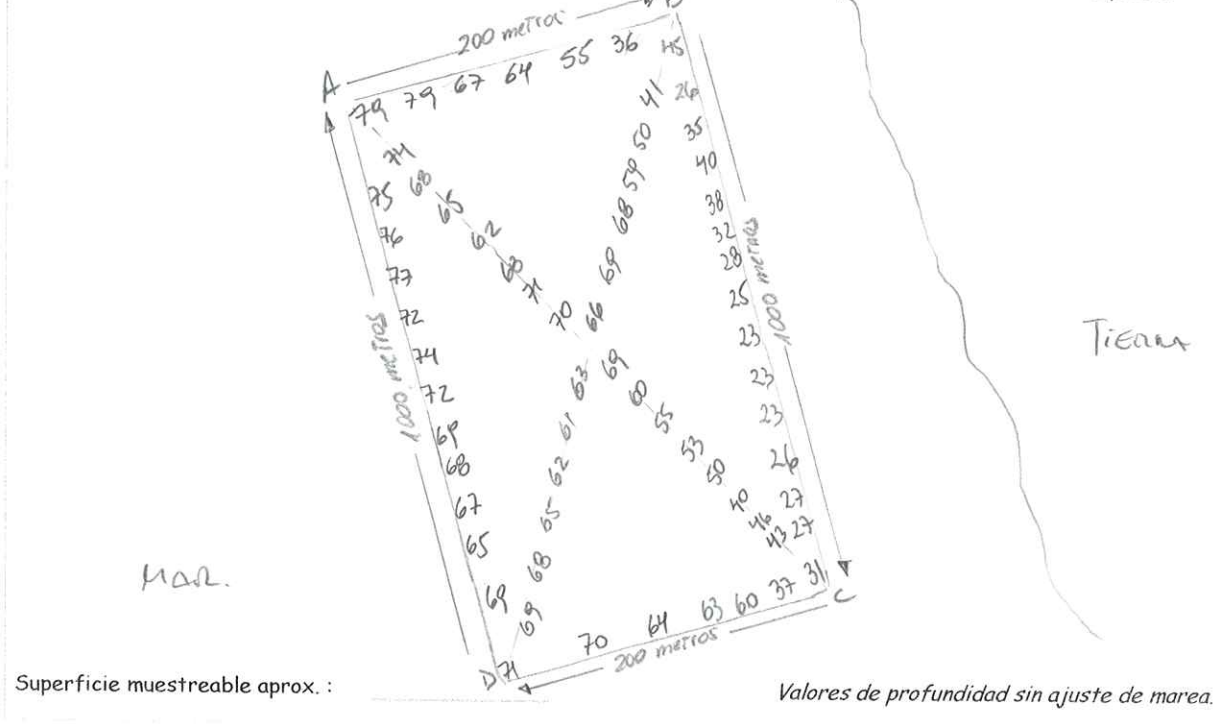 200 metros
A
B
79 79 67 64 55 36 45
74 68 65 62 68 71 70 69 60 55 53 50 40 46 43 31
41 50 59 68 69 66 63 61 62 65 68 69 71
75 76 77 72 74 72 69 68 67 65 69
26 35 40 38 32 28 25 23 23 23 26 27 27
1000 metros
1000 metros
TIERRA
MAR.
70 64 63 60 37
C
D
200 metros
Superficie muestreable aprox. :
Valores de profundidad sin ajuste de marea.